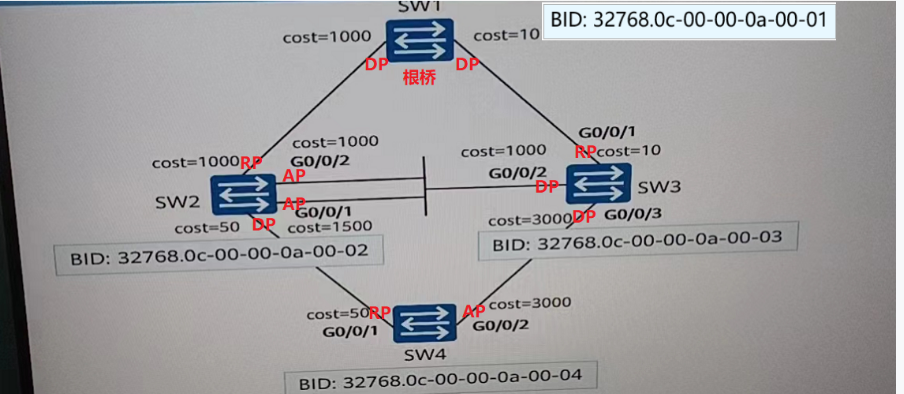 SW1
BID: 32768.0c-00-00-0a-00-01
cost=1000
cost=10
DP
DP
根桥
G0/0/1
cost=1000
cost=1000
cost=1000
RP
G0/0/2
RP
cost=10
AP
G0/0/2
DP
SW3
SW2
AP
G0/0/1
cost=50
DP
cost=1500
cost=3000
DP
G0/0/3
BID: 32768.0c-00-00-0a-00-02
BID: 32768.0c-00-00-0a-00-03
cost=50
RP
AP
cost=3000
G0/0/1
G0/0/2
SW4
BID: 32768.0c-00-00-0a-00-04